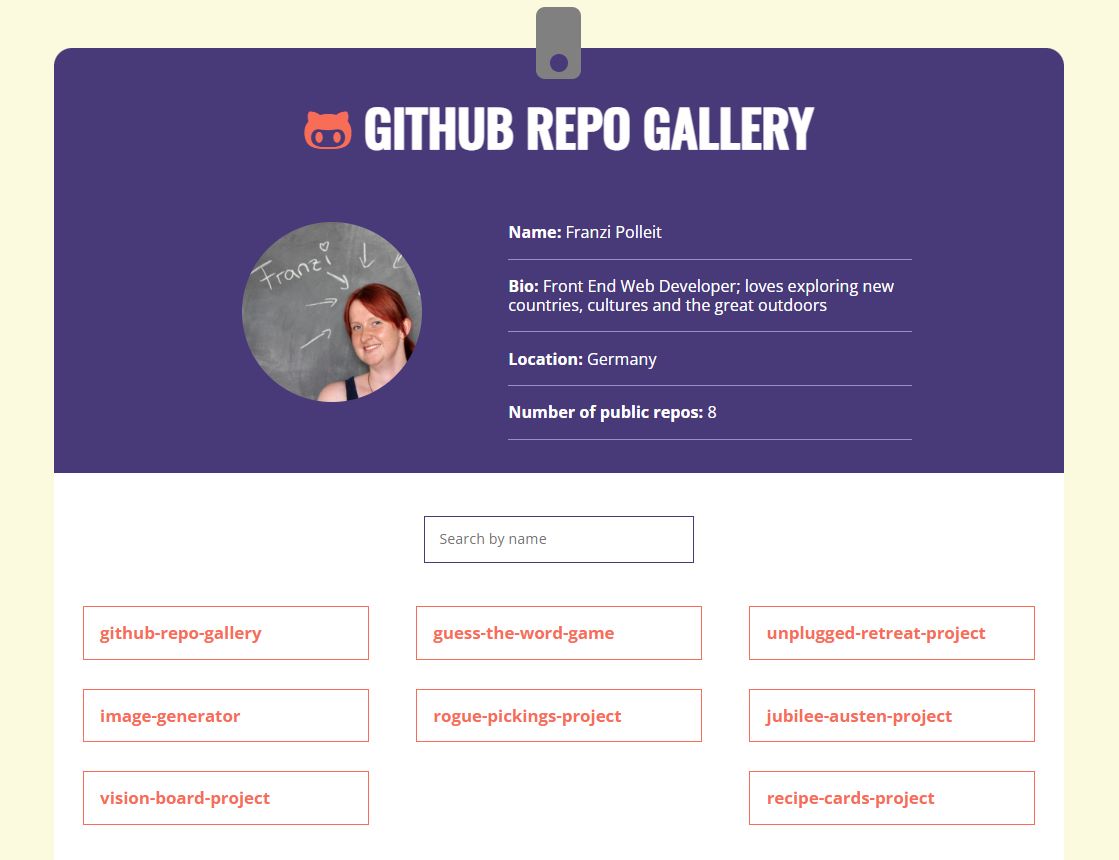 GITHUB REPO GALLERY
Franzi
Name: Franzi Polleit
Bio: Front End Web Developer; loves exploring new
countries, cultures and the great outdoors
Location: Germany
Number of public repos: 8
Search by name
github-repo-gallery
guess-the-word-game
unplugged-retreat-project
image-generator
rogue-pickings-project
jubilee-austen-project
vision-board-project
recipe-cards-project